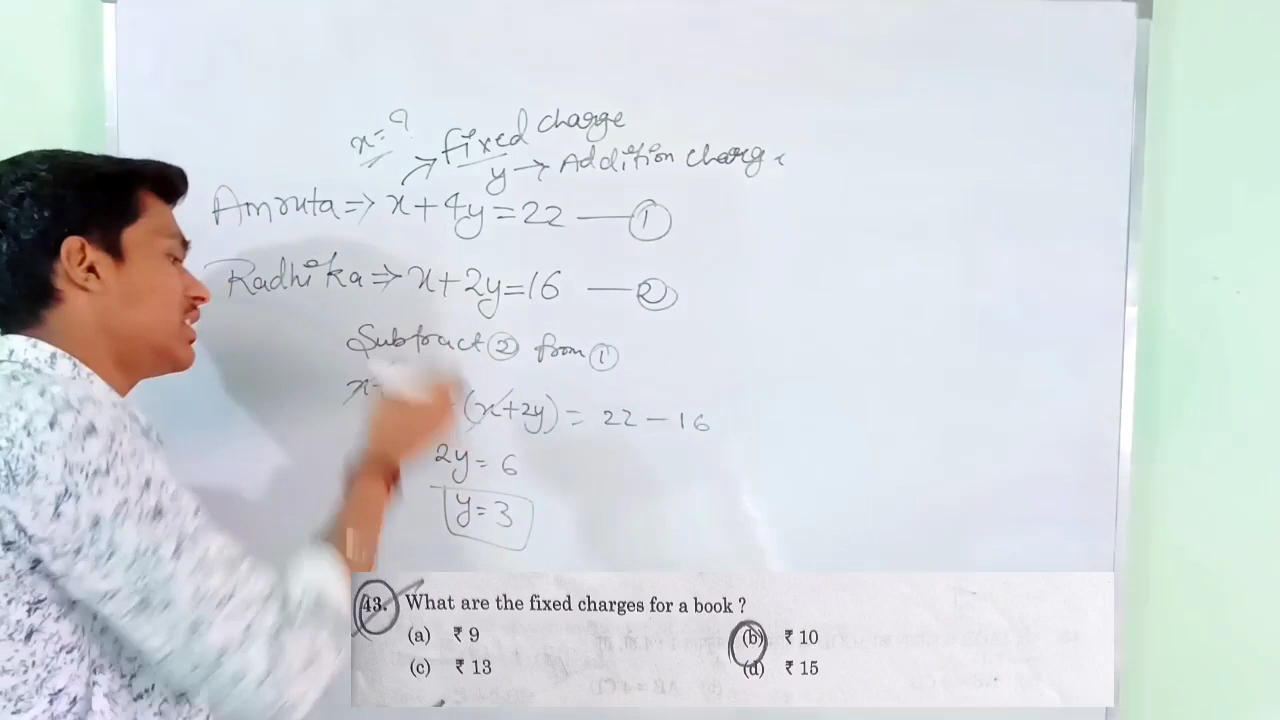 x = ?
fixed charge
y → Addition charge
Amruta ⇒ x + 4y = 22 — ①
Radhika ⇒ x + 2y = 16 — ②
Subtract ② from ①
(x + 2y) = 22 – 16
2y = 6
y = 3
43. What are the fixed charges for a book ?
(a) ₹ 9
(b) ₹ 10
(c) ₹ 13
(d) ₹ 15